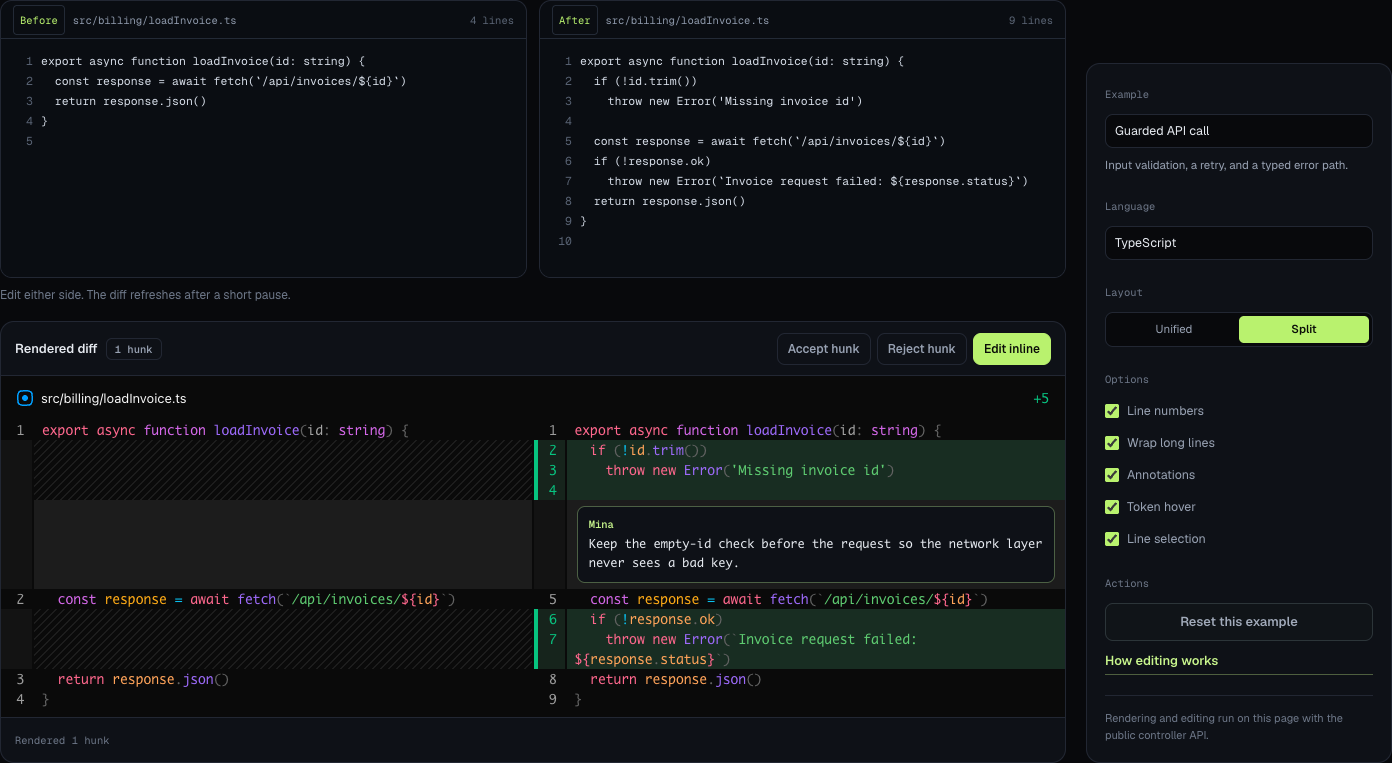 Before src/billing/loadInvoice.ts 4 lines
1 export async function loadInvoice(id: string) {
2   const response = await fetch(`/api/invoices/${id}`)
3   return response.json()
4 }
5
After src/billing/loadInvoice.ts 9 lines
1 export async function loadInvoice(id: string) {
2   if (!id.trim())
3     throw new Error('Missing invoice id')
4
5   const response = await fetch(`/api/invoices/${id}`)
6   if (!response.ok)
7     throw new Error(`Invoice request failed: ${response.status}`)
8   return response.json()
9 }
10
Edit either side. The diff refreshes after a short pause.
Rendered diff 1 hunk Accept hunk Reject hunk Edit inline
src/billing/loadInvoice.ts +5
1 export async function loadInvoice(id: string) {
2   const response = await fetch(`/api/invoices/${id}`)
3   return response.json()
4 }
1 export async function loadInvoice(id: string) {
2   if (!id.trim())
3     throw new Error('Missing invoice id')
4
Mina
Keep the empty-id check before the request so the network layer
never sees a bad key.
5   const response = await fetch(`/api/invoices/${id}`)
6   if (!response.ok)
7     throw new Error(`Invoice request failed:
${response.status}`)
8   return response.json()
9 }
Rendered 1 hunk
Example
Guarded API call
Input validation, a retry, and a typed error path.
Language
TypeScript
Layout
Unified Split
Options
Line numbers
Wrap long lines
Annotations
Token hover
Line selection
Actions
Reset this example
How editing works
Rendering and editing run on this page with the
public controller API.